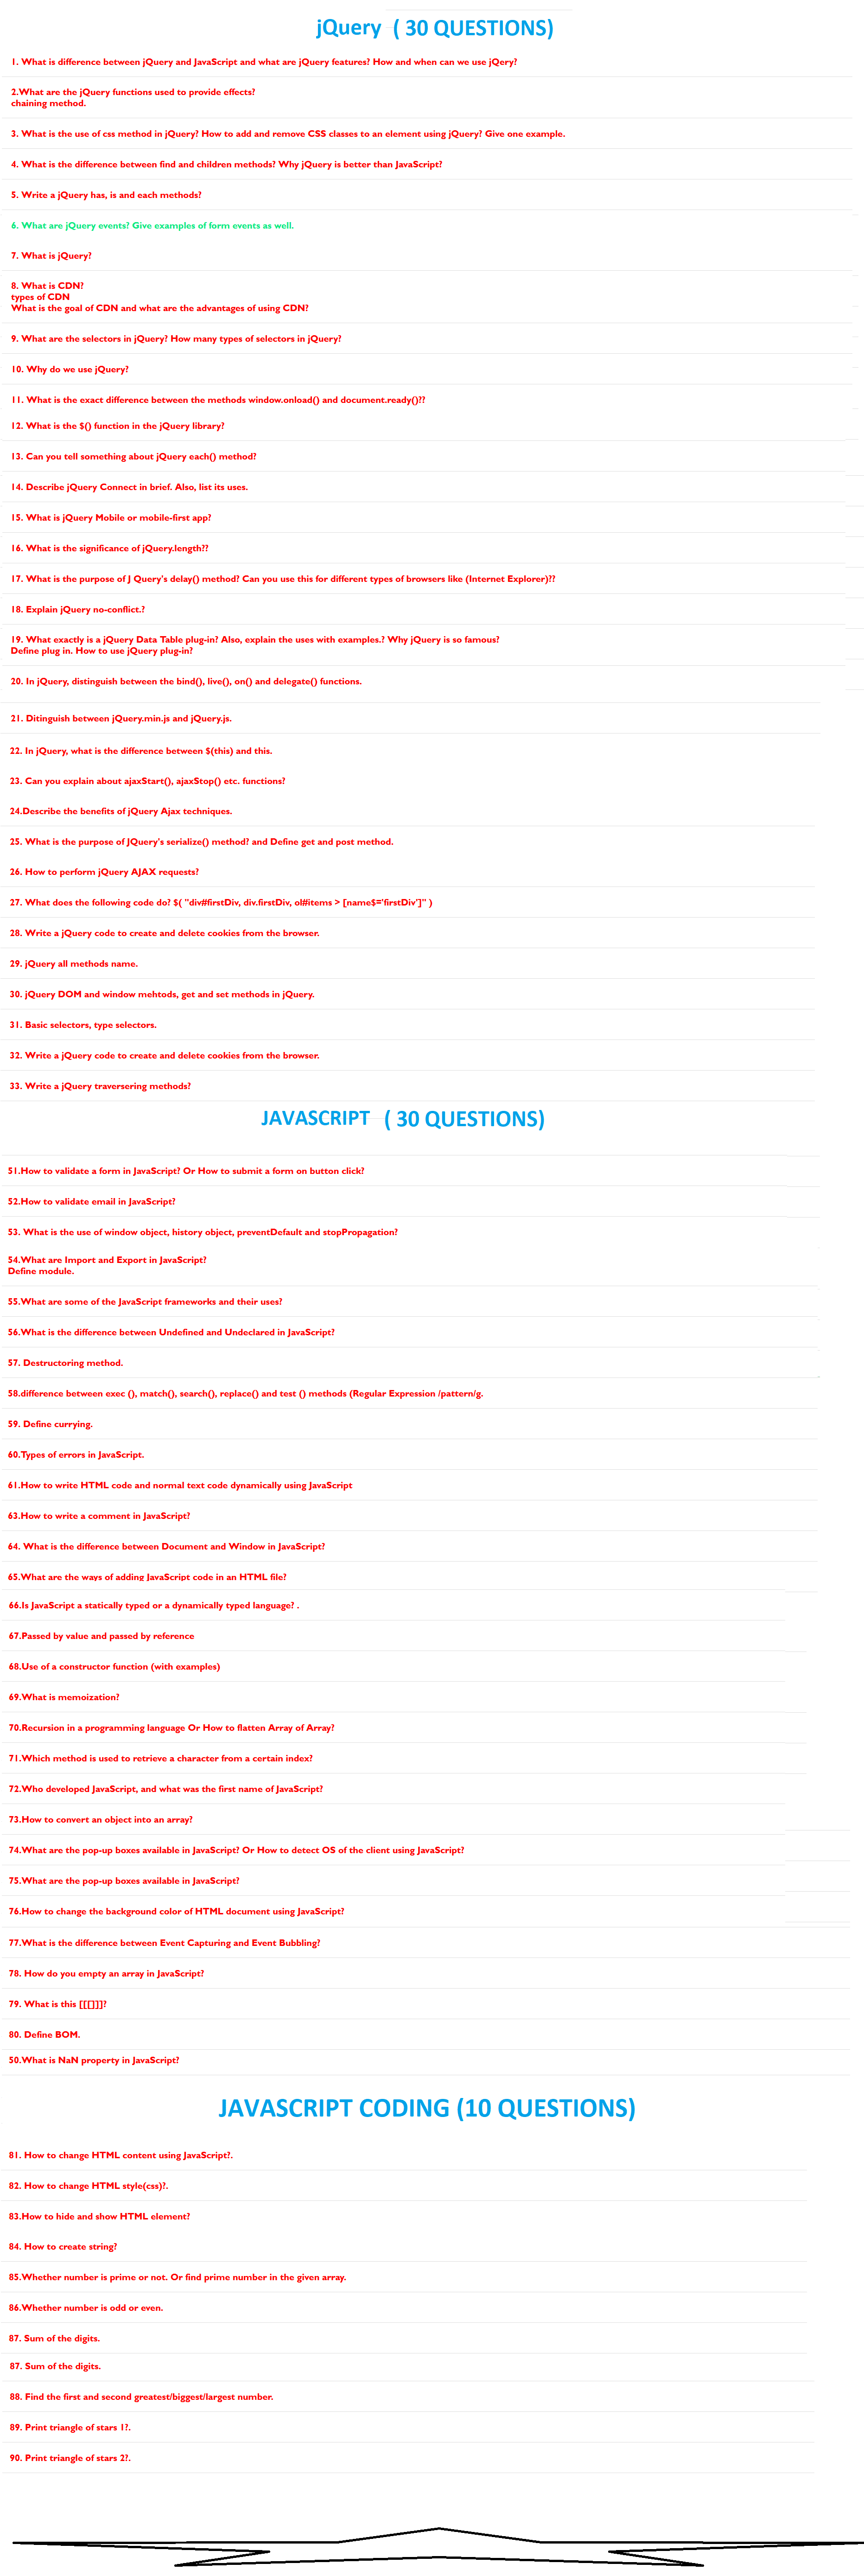 jQuery ( 30 QUESTIONS)
1. What is difference between jQuery and JavaScript and what are jQuery features? How and when can we use jQery?
2.What are the jQuery functions used to provide effects?
chaining method.
3. What is the use of css method in jQuery? How to add and remove CSS classes to an element using jQuery? Give one example.
4. What is the difference between find and children methods? Why jQuery is better than JavaScript?
5. Write a jQuery has, is and each methods?
6. What are jQuery events? Give examples of form events as well.
7. What is jQuery?
8. What is CDN?
types of CDN
What is the goal of CDN and what are the advantages of using CDN?
9. What are the selectors in jQuery? How many types of selectors in jQuery?
10. Why do we use jQuery?
11. What is the exact difference between the methods window.onload() and document.ready()??
12. What is the $() function in the jQuery library?
13. Can you tell something about jQuery each() method?
14. Describe jQuery Connect in brief. Also, list its uses.
15. What is jQuery Mobile or mobile-first app?
16. What is the significance of jQuery.length??
17. What is the purpose of J Query's delay() method? Can you use this for different types of browsers like (Internet Explorer)??
18. Explain jQuery no-conflict.?
19. What exactly is a jQuery Data Table plug-in? Also, explain the uses with examples.? Why jQuery is so famous?
Define plug in. How to use jQuery plug-in?
20. In jQuery, distinguish between the bind(), live(), on() and delegate() functions.
21. Ditinguish between jQuery.min.js and jQuery.js.
22. In jQuery, what is the difference between $(this) and this.
23. Can you explain about ajaxStart(), ajaxStop() etc. functions?
24.Describe the benefits of jQuery Ajax techniques.
25. What is the purpose of JQuery's serialize() method? and Define get and post method.
26. How to perform jQuery AJAX requests?
27. What does the following code do? $( "div#firstDiv, div.firstDiv, ol#items > [name$='firstDiv']" )
28. Write a jQuery code to create and delete cookies from the browser.
29. jQuery all methods name.
30. jQuery DOM and window mehtods, get and set methods in jQuery.
31. Basic selectors, type selectors.
32. Write a jQuery code to create and delete cookies from the browser.
33. Write a jQuery traversering methods?
JAVASCRIPT ( 30 QUESTIONS)
51.How to validate a form in JavaScript? Or How to submit a form on button click?
52.How to validate email in JavaScript?
53. What is the use of window object, history object, preventDefault and stopPropagation?
54.What are Import and Export in JavaScript?
Define module.
55.What are some of the JavaScript frameworks and their uses?
56.What is the difference between Undefined and Undeclared in JavaScript?
57. Destructoring method.
58.difference between exec (), match(), search(), replace() and test () methods (Regular Expression /pattern/g.
59. Define currying.
60.Types of errors in JavaScript.
61.How to write HTML code and normal text code dynamically using JavaScript
63.How to write a comment in JavaScript?
64. What is the difference between Document and Window in JavaScript?
65.What are the ways of adding JavaScript code in an HTML file?
66.Is JavaScript a statically typed or a dynamically typed language? .
67.Passed by value and passed by reference
68.Use of a constructor function (with examples)
69.What is memoization?
70.Recursion in a programming language Or How to flatten Array of Array?
71.Which method is used to retrieve a character from a certain index?
72.Who developed JavaScript, and what was the first name of JavaScript?
73.How to convert an object into an array?
74.What are the pop-up boxes available in JavaScript? Or How to detect OS of the client using JavaScript?
75.What are the pop-up boxes available in JavaScript?
76.How to change the background color of HTML document using JavaScript?
77.What is the difference between Event Capturing and Event Bubbling?
78. How do you empty an array in JavaScript?
79. What is this [[[]]]?
80. Define BOM.
50.What is NaN property in JavaScript?
JAVASCRIPT CODING (10 QUESTIONS)
81. How to change HTML content using JavaScript?.
82. How to change HTML style(css)?.
83.How to hide and show HTML element?
84. How to create string?
85.Whether number is prime or not. Or find prime number in the given array.
86.Whether number is odd or even.
87. Sum of the digits.
87. Sum of the digits.
88. Find the first and second greatest/biggest/largest number.
89. Print triangle of stars 1?.
90. Print triangle of stars 2?.